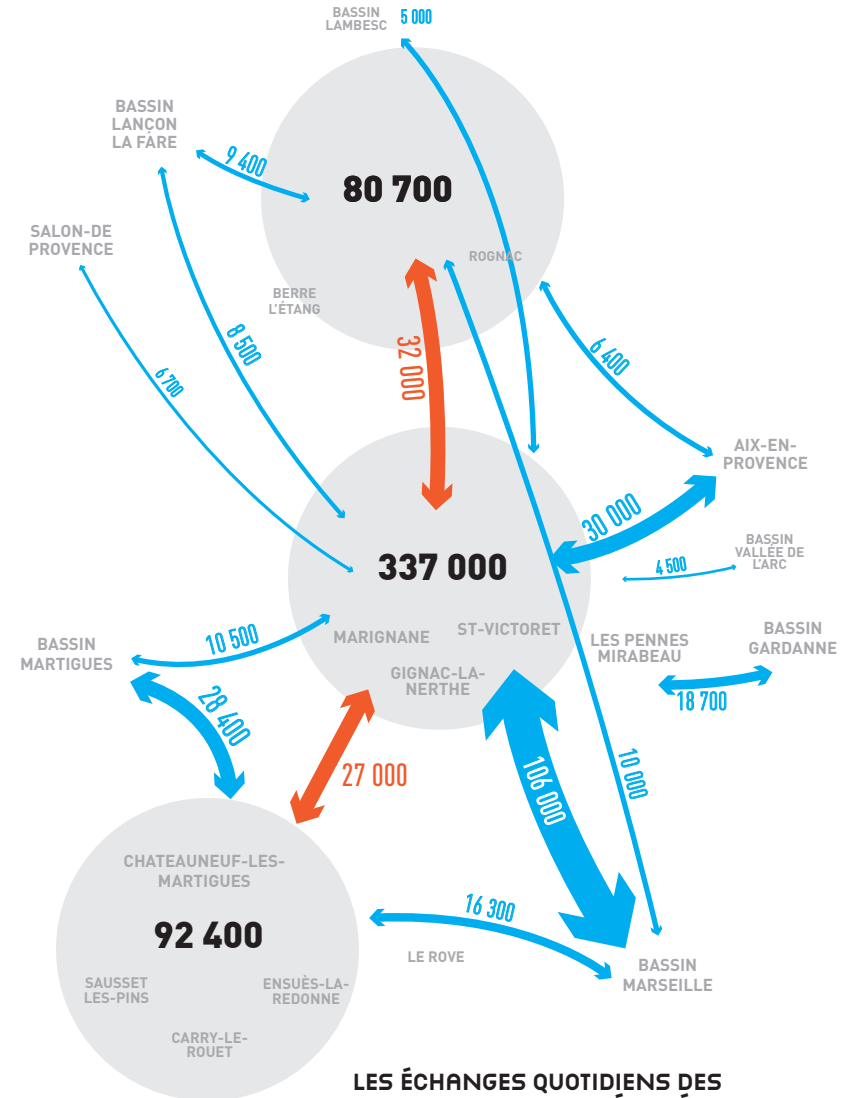 BASSIN
LAMBESC
5 000
BASSIN
LANÇON
LA FARE
9 400
80 700
SALON-DE
PROVENCE
ROGNAC
BERRE
L'ÉTANG
8 500
32 000
6 400
6 700
AIX-EN-
PROVENCE
30 000
BASSIN
VALLÉE DE
L'ARC
4 500
337 000
MARIGNANE
ST-VICTORET
GIGNAC-LA-
NERTHE
LES PENNES
MIRABEAU
BASSIN
GARDANNE
18 700
BASSIN
MARTIGUES
10 500
28 400
27 000
106 000
10 000
CHATEAUNEUF-LES-
MARTIGUES
92 400
16 300
LE ROVE
BASSIN
MARSEILLE
SAUSSET
LES-PINS
ENSUÈS-LA-
REDONNE
CARRY-LE-
ROUET
LES ÉCHANGES QUOTIDIENS DES